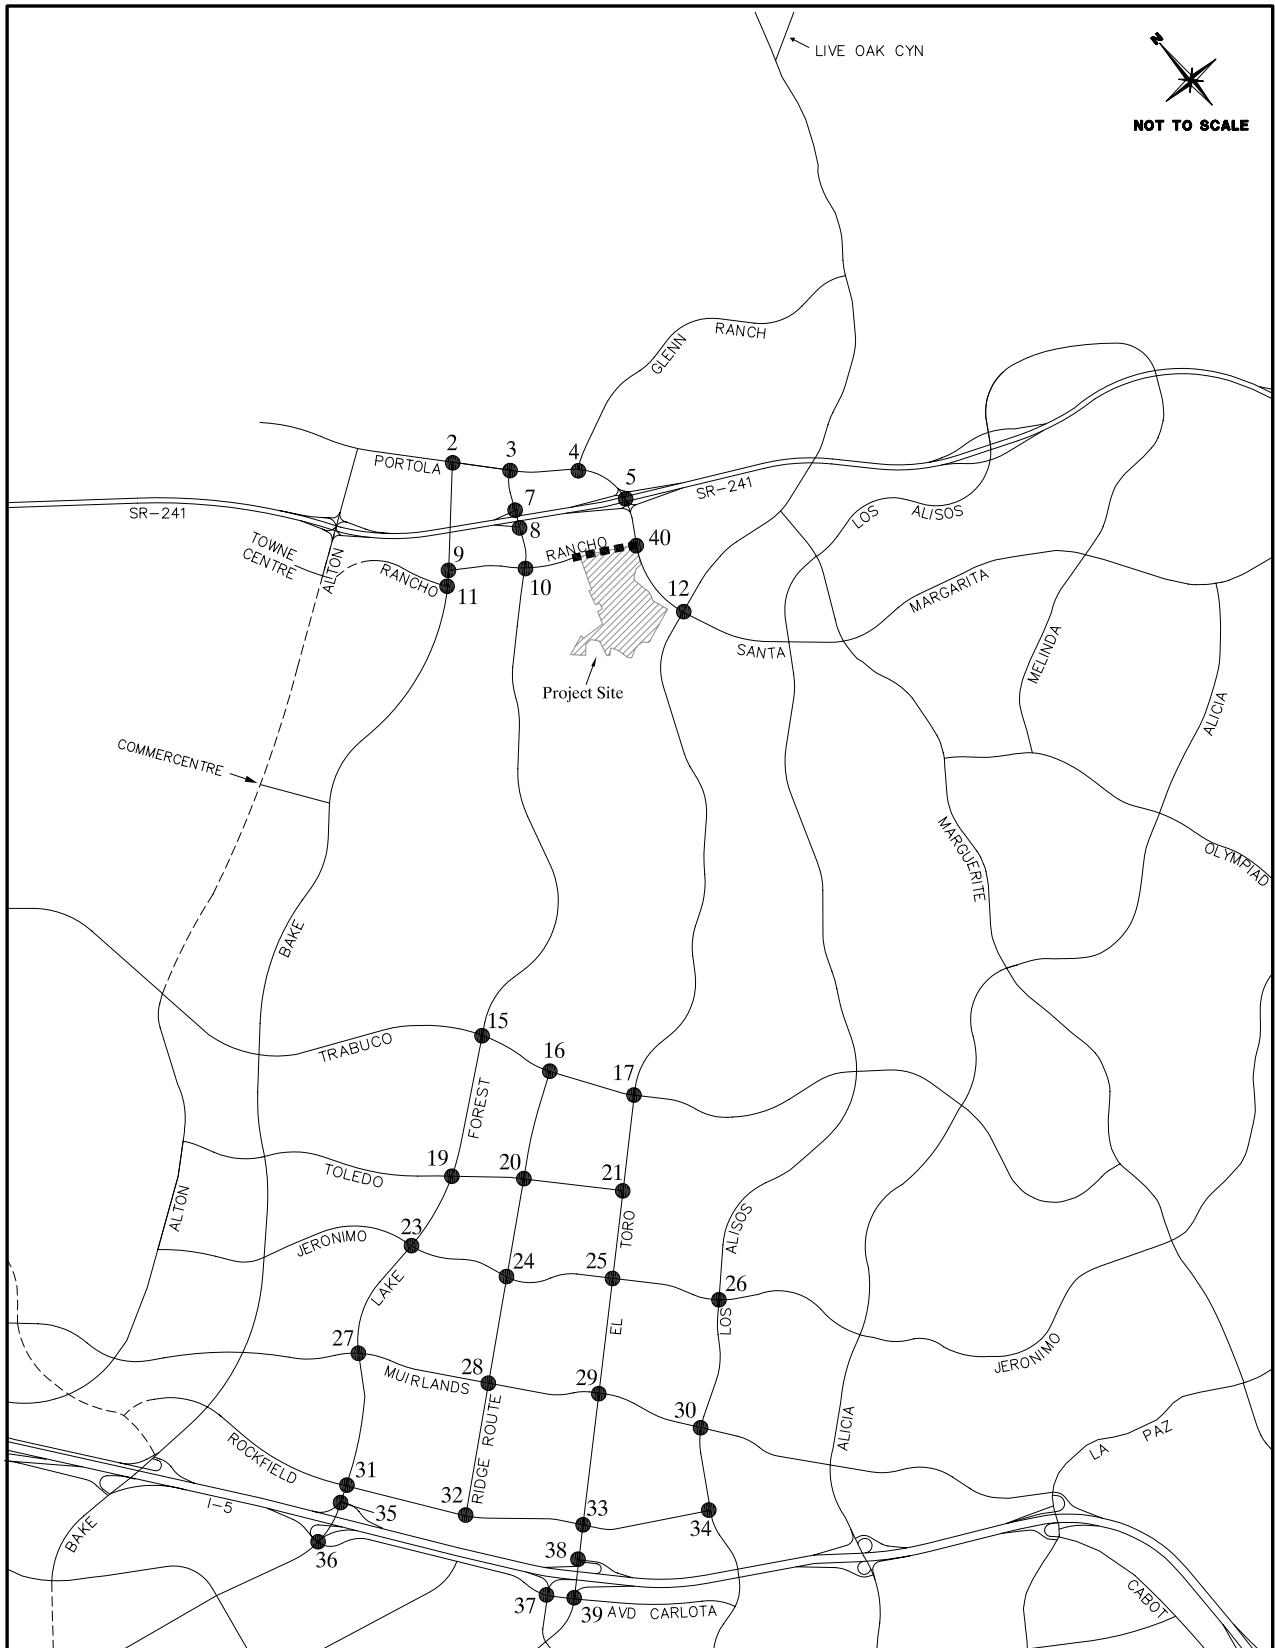 LIVE OAK CYN
N
NOT TO SCALE
GLENN
RANCH
2
3
4
PORTOLA
5
SR-241
SR-241
7
LOS
ALISOS
8
TOWNE
CENTRE
ALTON
RANCHO
40
9
RANCHO
10
11
12
MARGARITA
SANTA
MELINDA
Project Site
ALICIA
COMMERCENTRE
MARGUERITE
OLYMPIAD
BAKE
15
TRABUCO
16
17
FOREST
19
20
21
TOLEDO
ALTON
JERONIMO
23
TORO
ALISOS
24
25
26
LAKE
LOS
EL
27
JERONIMO
MUIRLANDS
28
29
30
RIDGE ROUTE
ALICIA
LA PAZ
ROCKFIELD
31
I-5
35
32
33
34
BAKE
36
38
37
39
AVD CARLOTA
CABOT